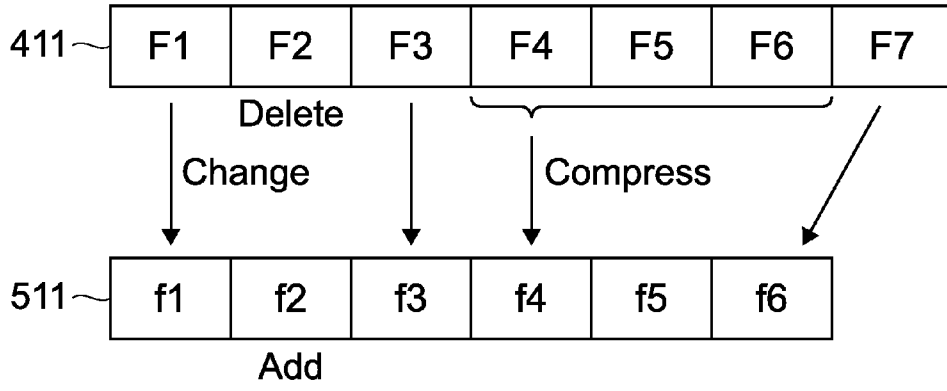 411 F1 F2 F3 F4 F5 F6 F7
Delete
Change Compress
511 f1 f2 f3 f4 f5 f6
Add